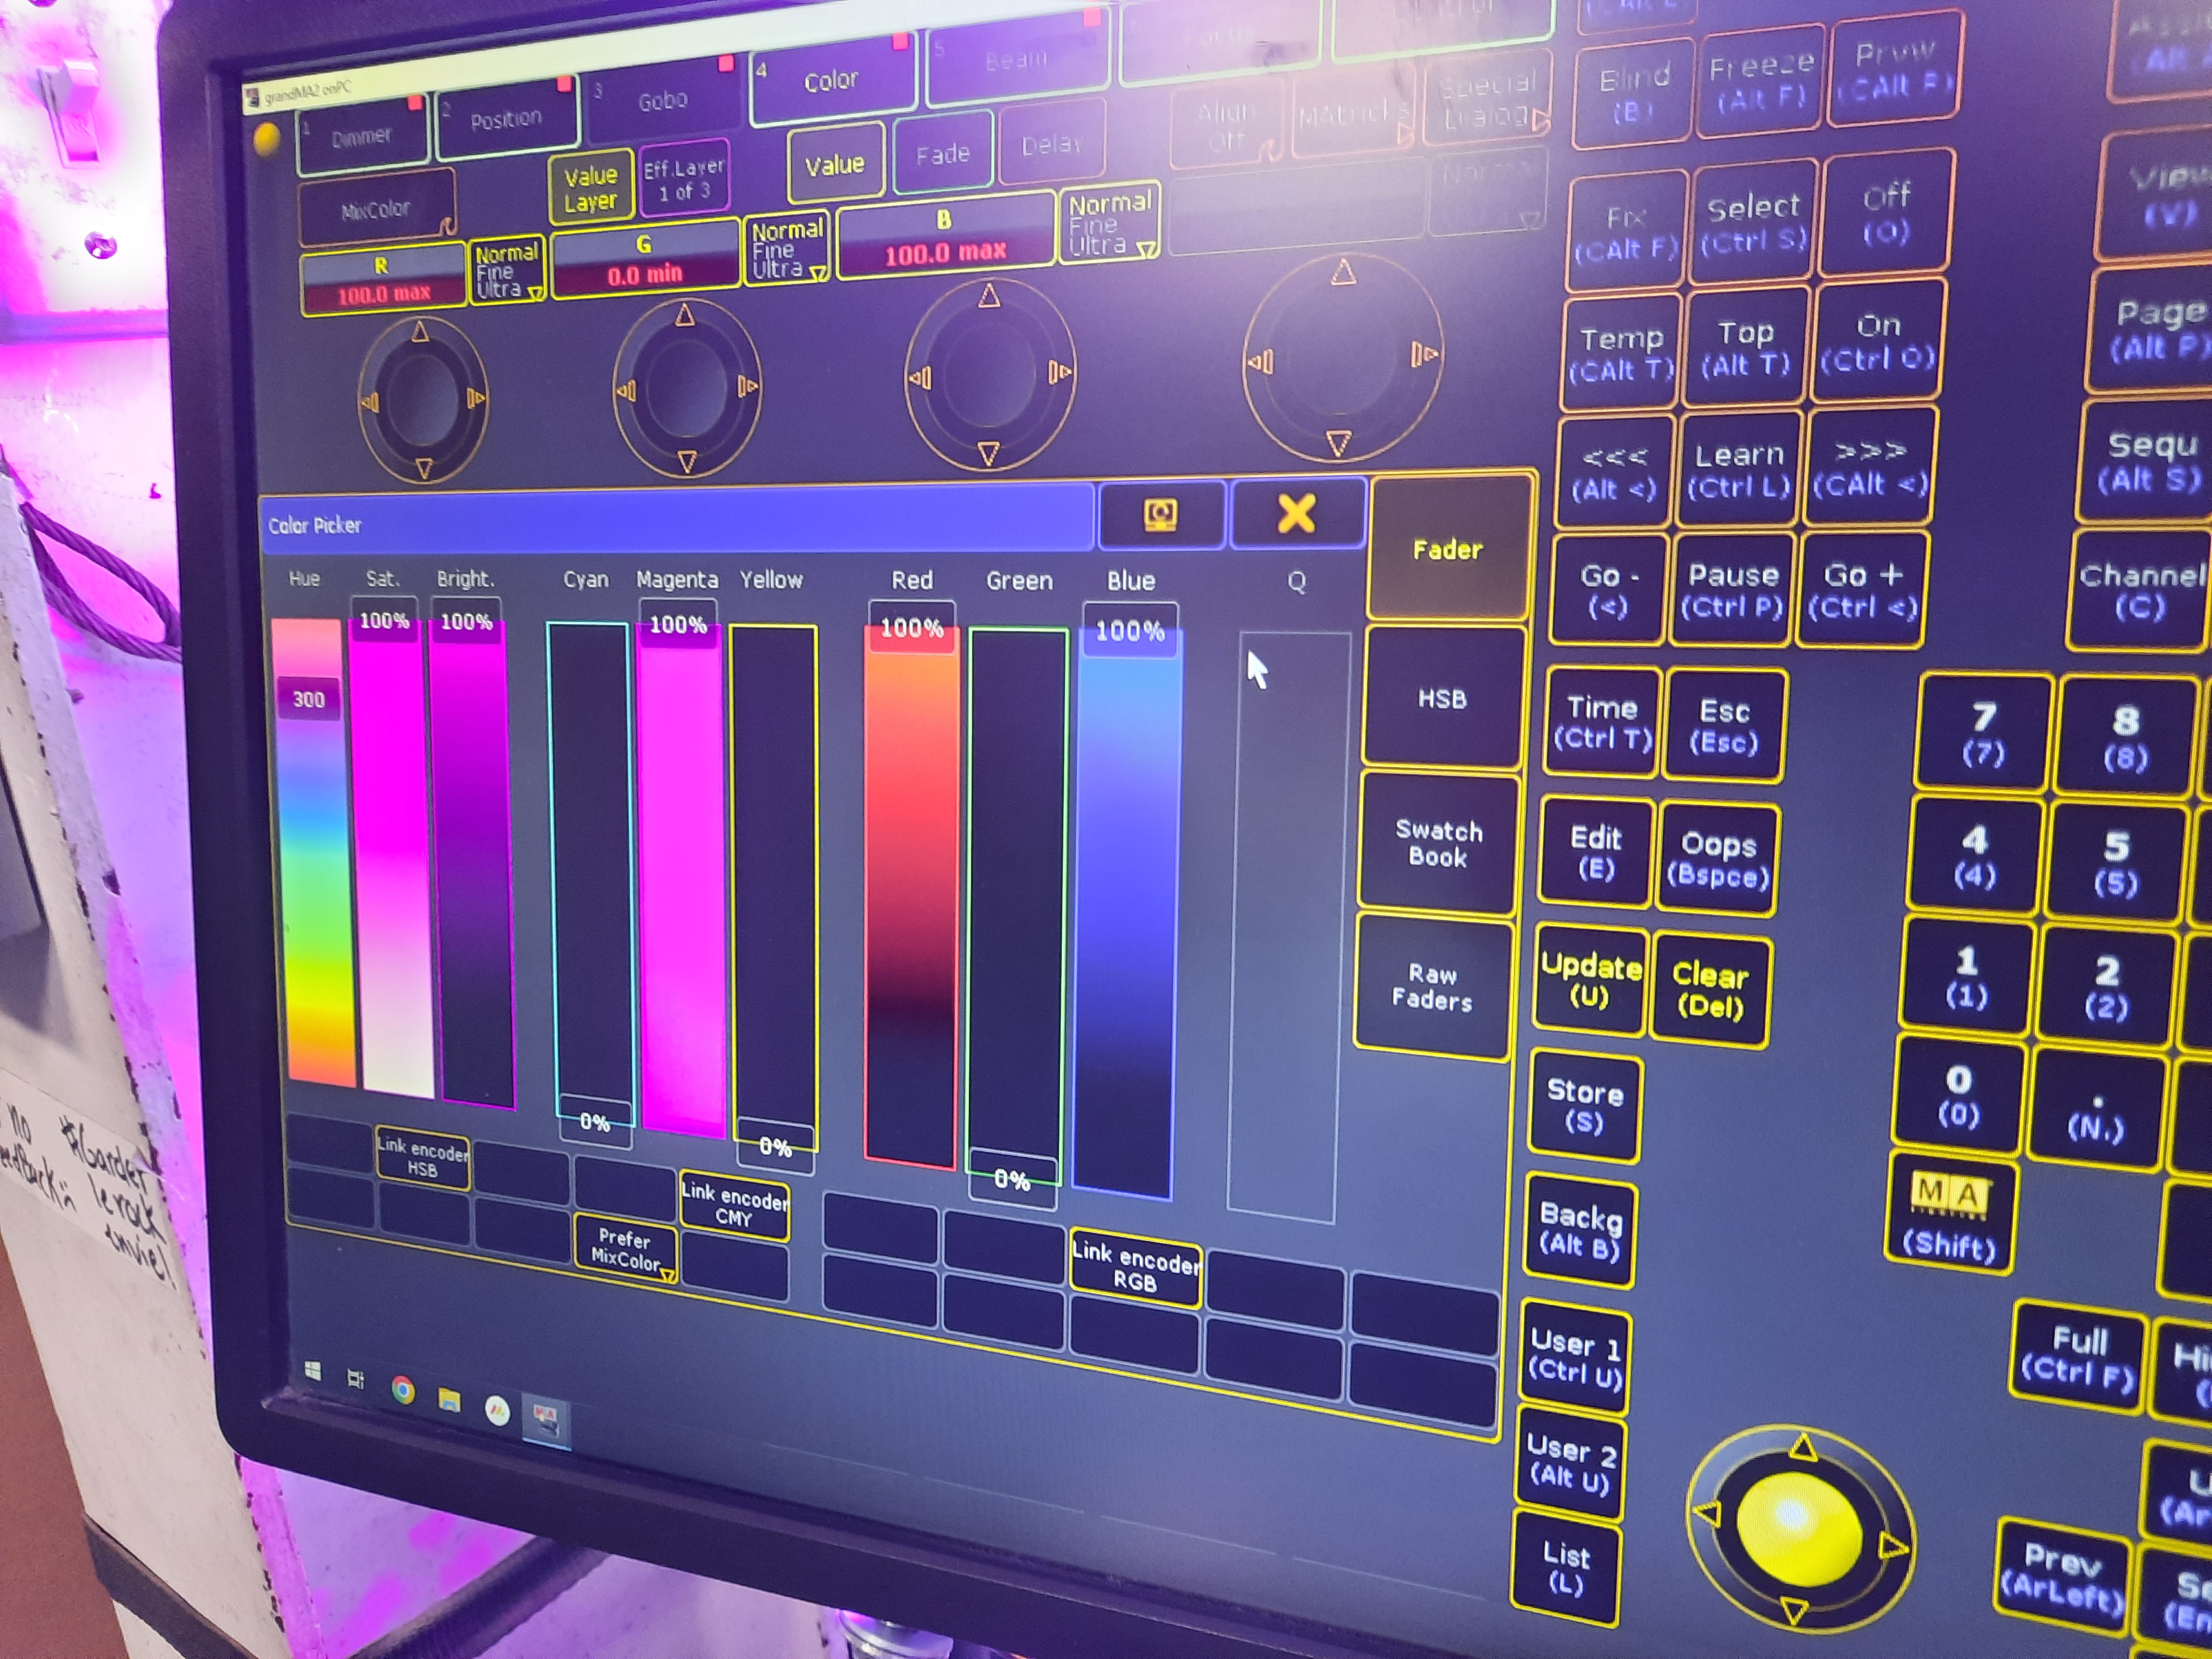 grandMA2 onPC
1 Dimmer
2 Position
3 Gobo
4 Color
5 Beam
MixColor
Value Layer
Eff.Layer 1 of 3
Value
Fade
Delay
Align Off
MAtricks
Special Dialog
Normal
R
100.0 max
Normal
Fine
Ultra
G
0.0 min
Normal
Fine
Ultra
B
100.0 max
Normal
Fine
Ultra
Color Picker
Hue
Sat.
Bright.
Cyan
Magenta
Yellow
Red
Green
Blue
Q
300
100%
100%
0%
100%
0%
100%
0%
100%
Link encoder
HSB
Prefer
MixColor
Link encoder
CMY
Link encoder
RGB
Fader
HSB
Swatch
Book
Raw
Faders
Blind
(B)
Freeze
(Alt F)
Prvw
(CAlt P)
Fix
(CAlt F)
Select
(Ctrl S)
Off
(O)
Temp
(CAlt T)
Top
(Alt T)
On
(Ctrl O)
<<<
(Alt <)
Learn
(Ctrl L)
>>>
(CAlt <)
Go -
(<)
Pause
(Ctrl P)
Go +
(Ctrl <)
Time
(Ctrl T)
Esc
(Esc)
Edit
(E)
Oops
(Bspce)
Update
(U)
Clear
(Del)
Store
(S)
Backg
(Alt B)
User 1
(Ctrl U)
User 2
(Alt U)
List
(L)
View
(V)
Page
(Alt P)
Sequ
(Alt S)
Channel
(C)
7
(7)
8
(8)
4
(4)
5
(5)
1
(1)
2
(2)
0
(0)
.
(N.)
MA
(Shift)
Full
(Ctrl F)
Prev
(ArLeft)
no
*Garder
le rack